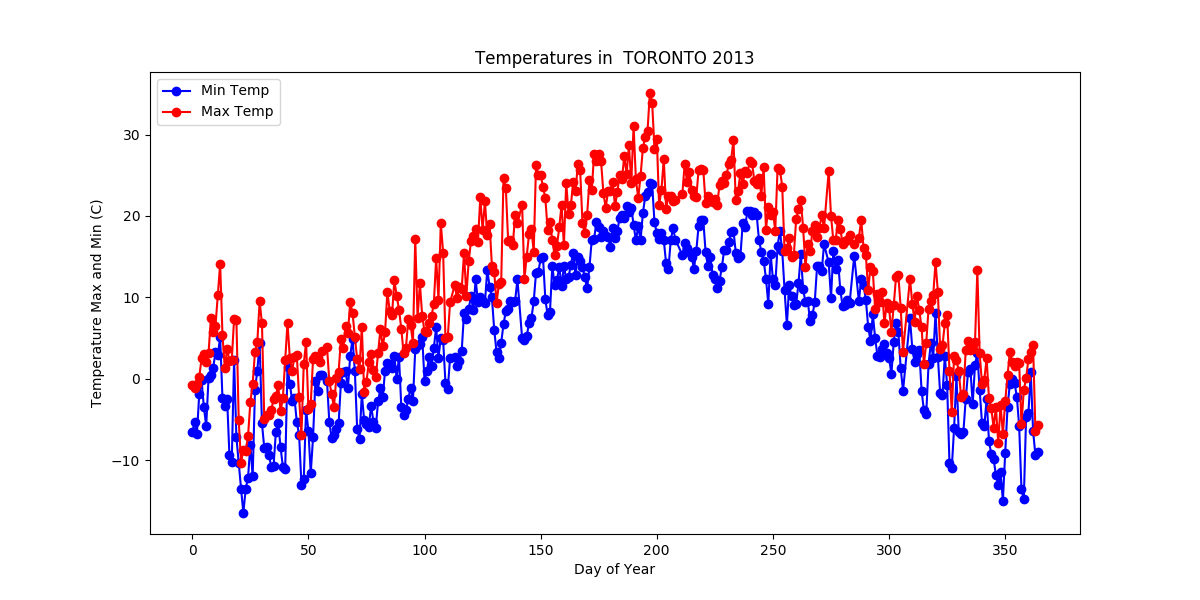 Temperatures in  TORONTO 2013
Min Temp
Max Temp
Temperature Max and Min (C)
30
20
10
0
−10
0 50 100 150 200 250 300 350
Day of Year